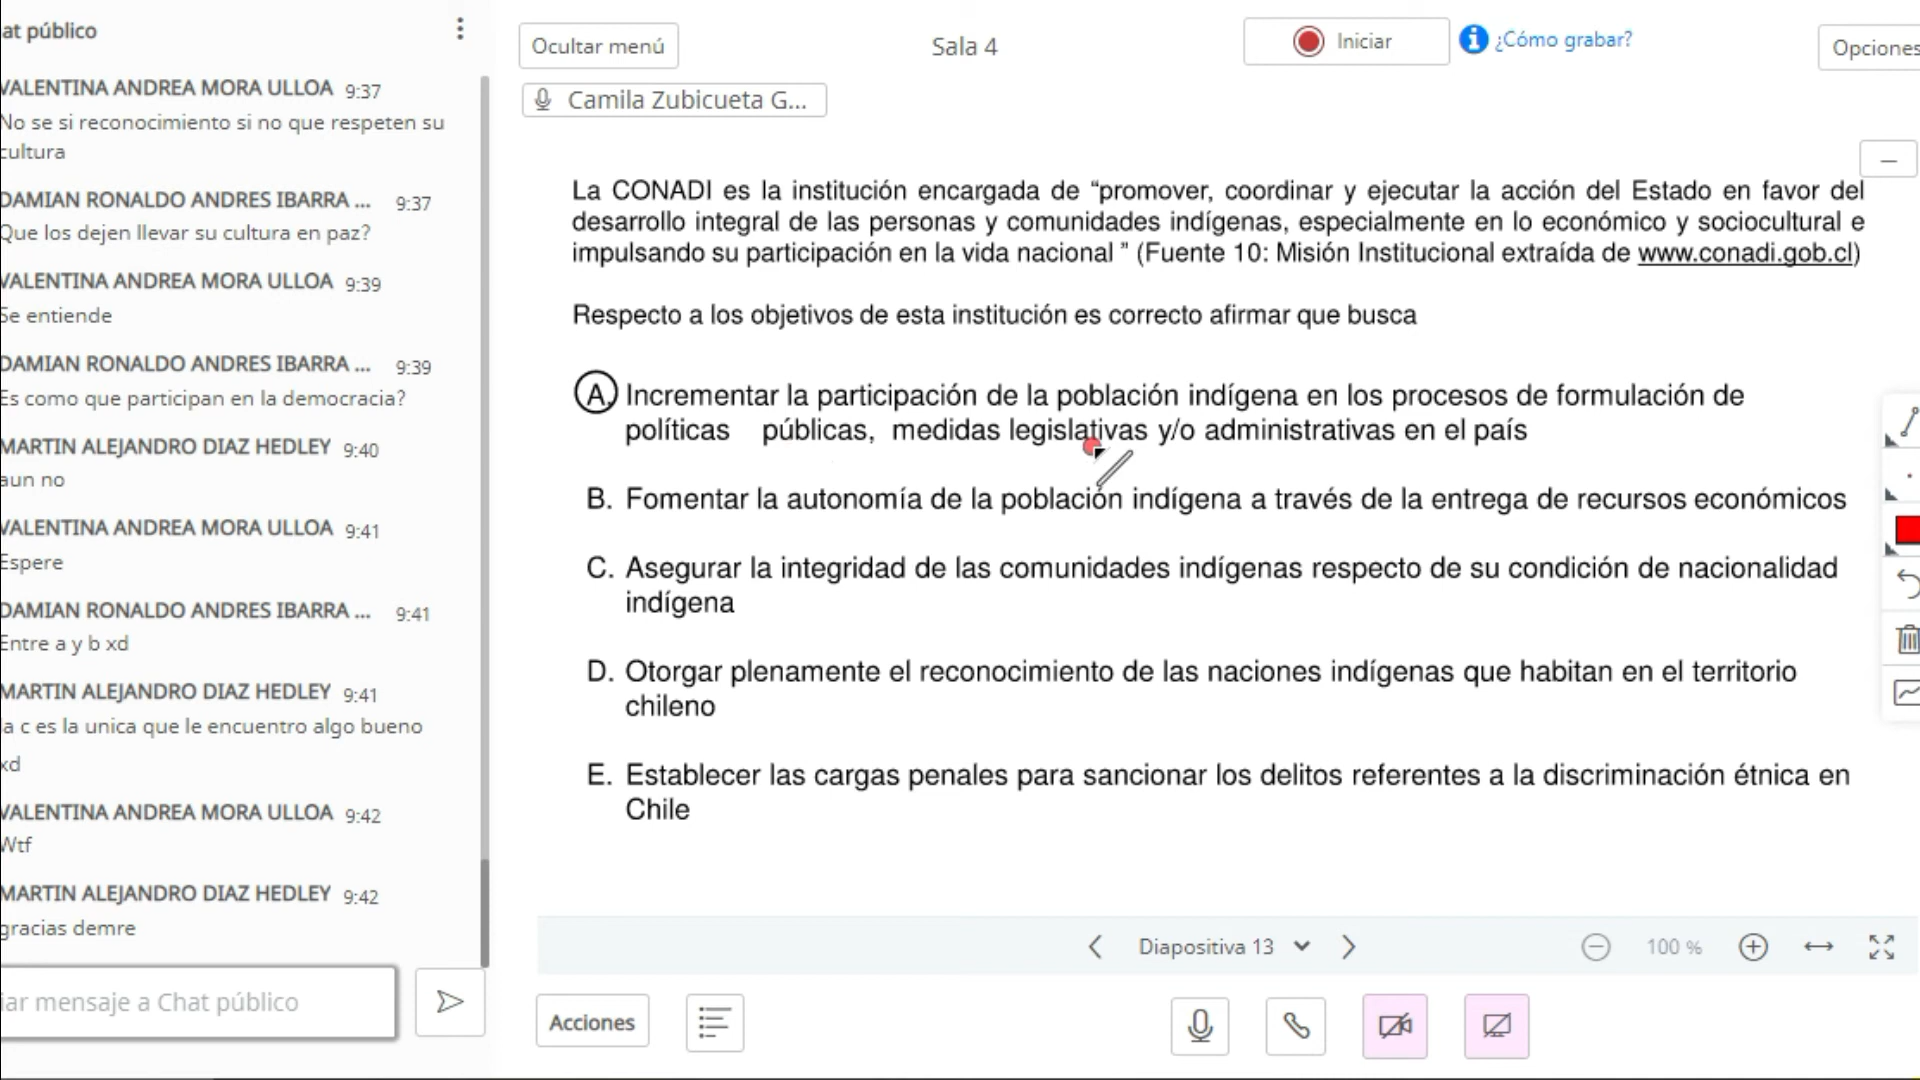 at público
VALENTINA ANDREA MORA ULLOA 9:37
No se si reconocimiento si no que respeten su
cultura
DAMIAN RONALDO ANDRES IBARRA ... 9:37
Que los dejen llevar su cultura en paz?
VALENTINA ANDREA MORA ULLOA 9:39
Se entiende
DAMIAN RONALDO ANDRES IBARRA ... 9:39
Es como que participan en la democracia?
MARTIN ALEJANDRO DIAZ HEDLEY 9:40
aun no
VALENTINA ANDREA MORA ULLOA 9:41
Espere
DAMIAN RONALDO ANDRES IBARRA ... 9:41
Entre a y b xd
MARTIN ALEJANDRO DIAZ HEDLEY 9:41
la c es la unica que le encuentro algo bueno
xd
VALENTINA ANDREA MORA ULLOA 9:42
Wtf
MARTIN ALEJANDRO DIAZ HEDLEY 9:42
gracias demre
iar mensaje a Chat público
Ocultar menú
Sala 4
Iniciar
¿Cómo grabar?
Opciones
Camila Zubicueta G...
La CONADI es la institución encargada de “promover, coordinar y ejecutar la acción del Estado en favor del
desarrollo integral de las personas y comunidades indígenas, especialmente en lo económico y sociocultural e
impulsando su participación en la vida nacional ” (Fuente 10: Misión Institucional extraída de www.conadi.gob.cl)
Respecto a los objetivos de esta institución es correcto afirmar que busca
A. Incrementar la participación de la población indígena en los procesos de formulación de
políticas públicas, medidas legislativas y/o administrativas en el país
B. Fomentar la autonomía de la población indígena a través de la entrega de recursos económicos
C. Asegurar la integridad de las comunidades indígenas respecto de su condición de nacionalidad
indígena
D. Otorgar plenamente el reconocimiento de las naciones indígenas que habitan en el territorio
chileno
E. Establecer las cargas penales para sancionar los delitos referentes a la discriminación étnica en
Chile
Diapositiva 13
100 %
Acciones